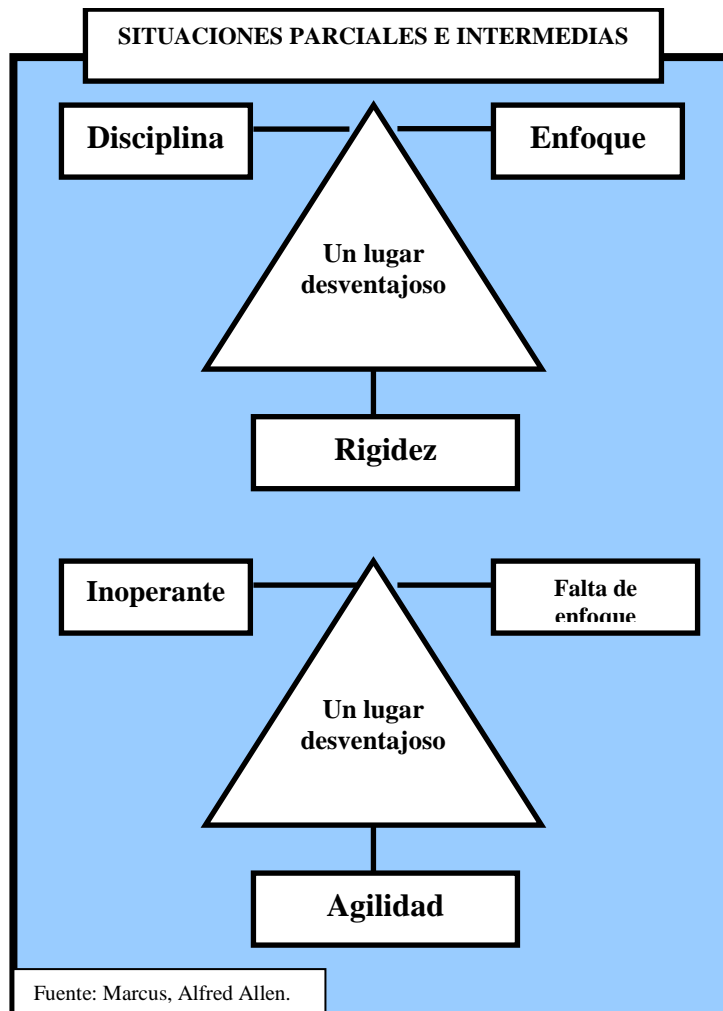 SITUACIONES PARCIALES E INTERMEDIAS
Disciplina
Enfoque
Un lugar
desventajoso
Rigidez
Inoperante
Falta de
enfoque
Un lugar
desventajoso
Agilidad
Fuente: Marcus, Alfred Allen.